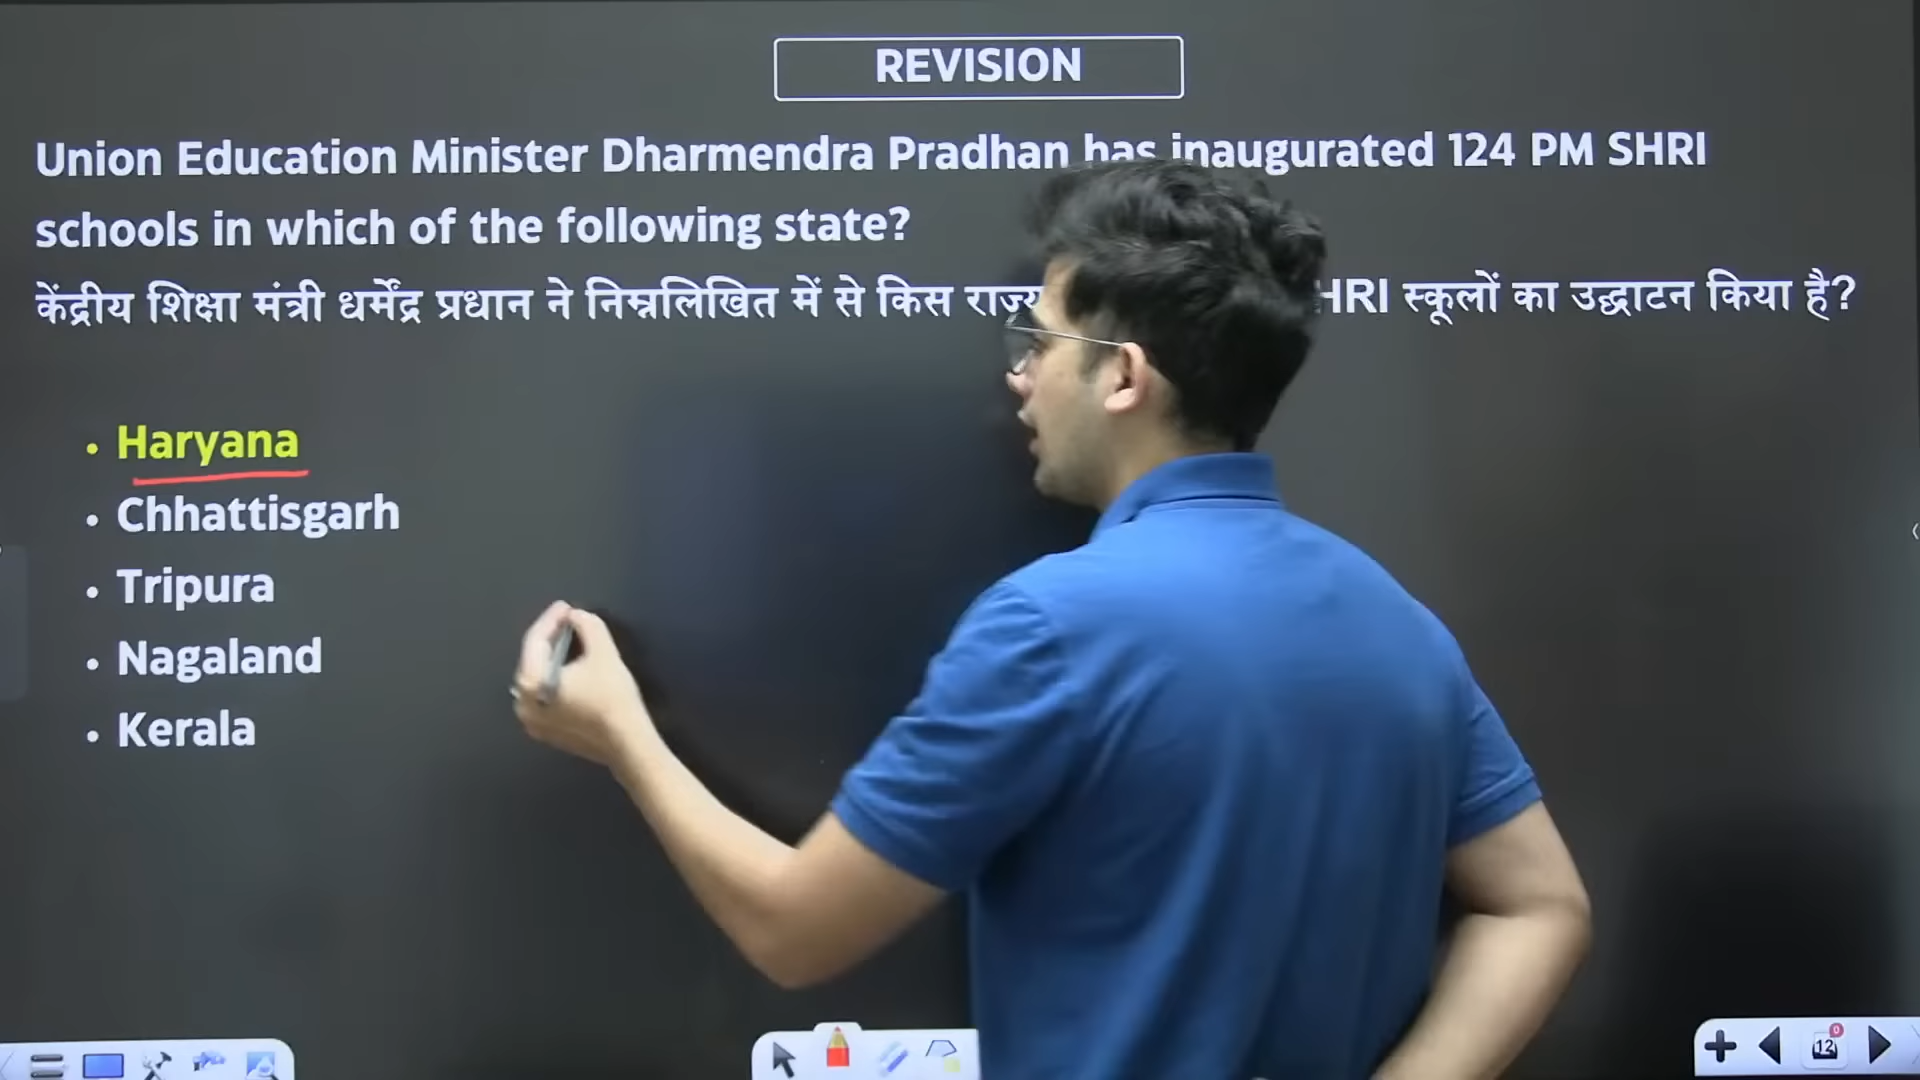 REVISION
Union Education Minister Dharmendra Pradhan has inaugurated 124 PM SHRI
schools in which of the following state?
केंद्रीय शिक्षा मंत्री धर्मेंद्र प्रधान ने निम्नलिखित में से किस राज्य HRI स्कूलों का उद्घाटन किया है?
• Haryana
• Chhattisgarh
• Tripura
• Nagaland
• Kerala
12
0